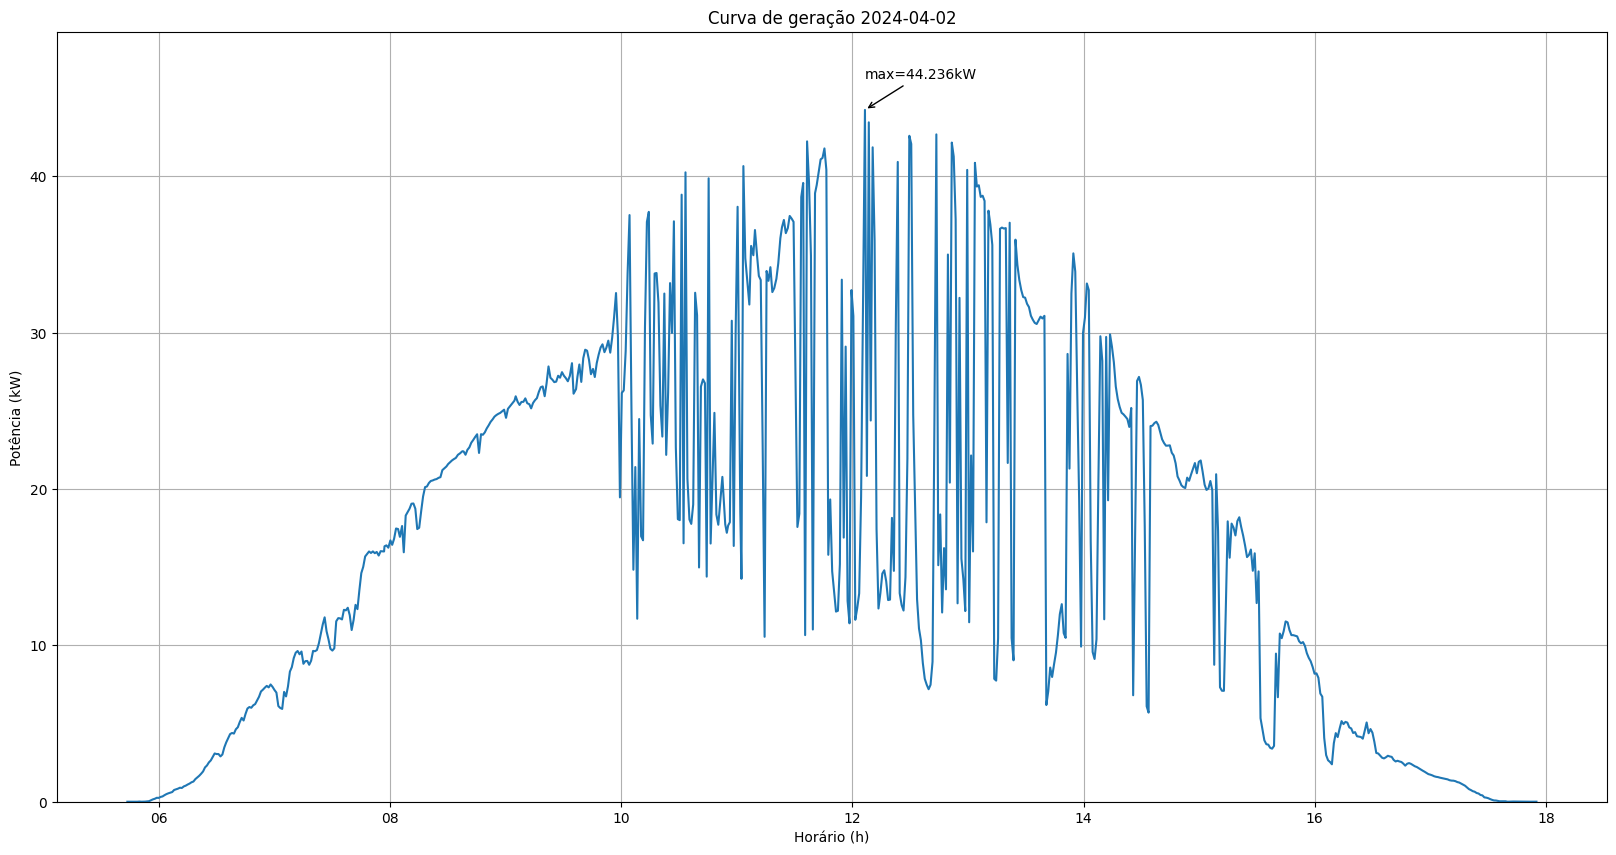 Curva de geração 2024-04-02
max=44.236kW
Potência (kW)
40
30
20
10
0
06 08 10 12 14 16 18
Horário (h)